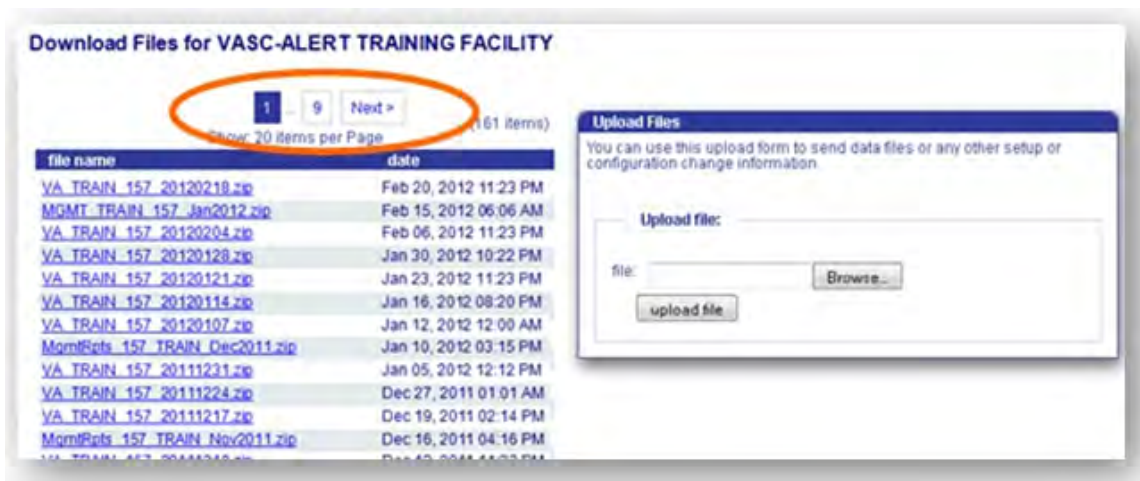 Download Files for VASC-ALERT TRAINING FACILITY
1 .. 9 Next >
Show: 20 items per Page
(161 items)
file name date
VA_TRAIN_157_20120218.zip Feb 20, 2012 11:23 PM
MGMT_TRAIN_157_Jan2012.zip Feb 15, 2012 06:06 AM
VA_TRAIN_157_20120204.zip Feb 06, 2012 11:23 PM
VA_TRAIN_157_20120128.zip Jan 30, 2012 10:22 PM
VA_TRAIN_157_20120121.zip Jan 23, 2012 11:23 PM
VA_TRAIN_157_20120114.zip Jan 16, 2012 08:20 PM
VA_TRAIN_157_20120107.zip Jan 12, 2012 12:00 AM
MgmtRpts_157_TRAIN_Dec2011.zip Jan 10, 2012 03:15 PM
VA_TRAIN_157_20111231.zip Jan 05, 2012 12:12 PM
VA_TRAIN_157_20111224.zip Dec 27, 2011 01:01 AM
VA_TRAIN_157_20111217.zip Dec 19, 2011 02:14 PM
MgmtRpts_157_TRAIN_Nov2011.zip Dec 16, 2011 04:16 PM
Upload Files
You can use this upload form to send data files or any other setup or
configuration change information.
Upload file:
file: Browse...
upload file